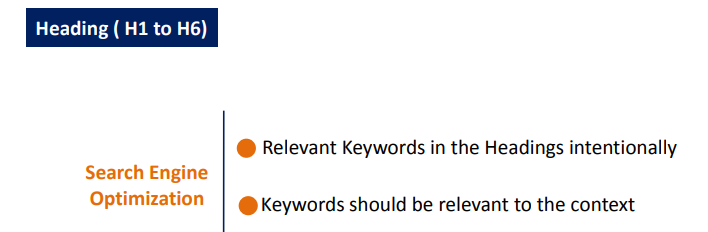 Heading ( H1 to H6)
Relevant Keywords in the Headings intentionally
Search Engine
Optimization
Keywords should be relevant to the context